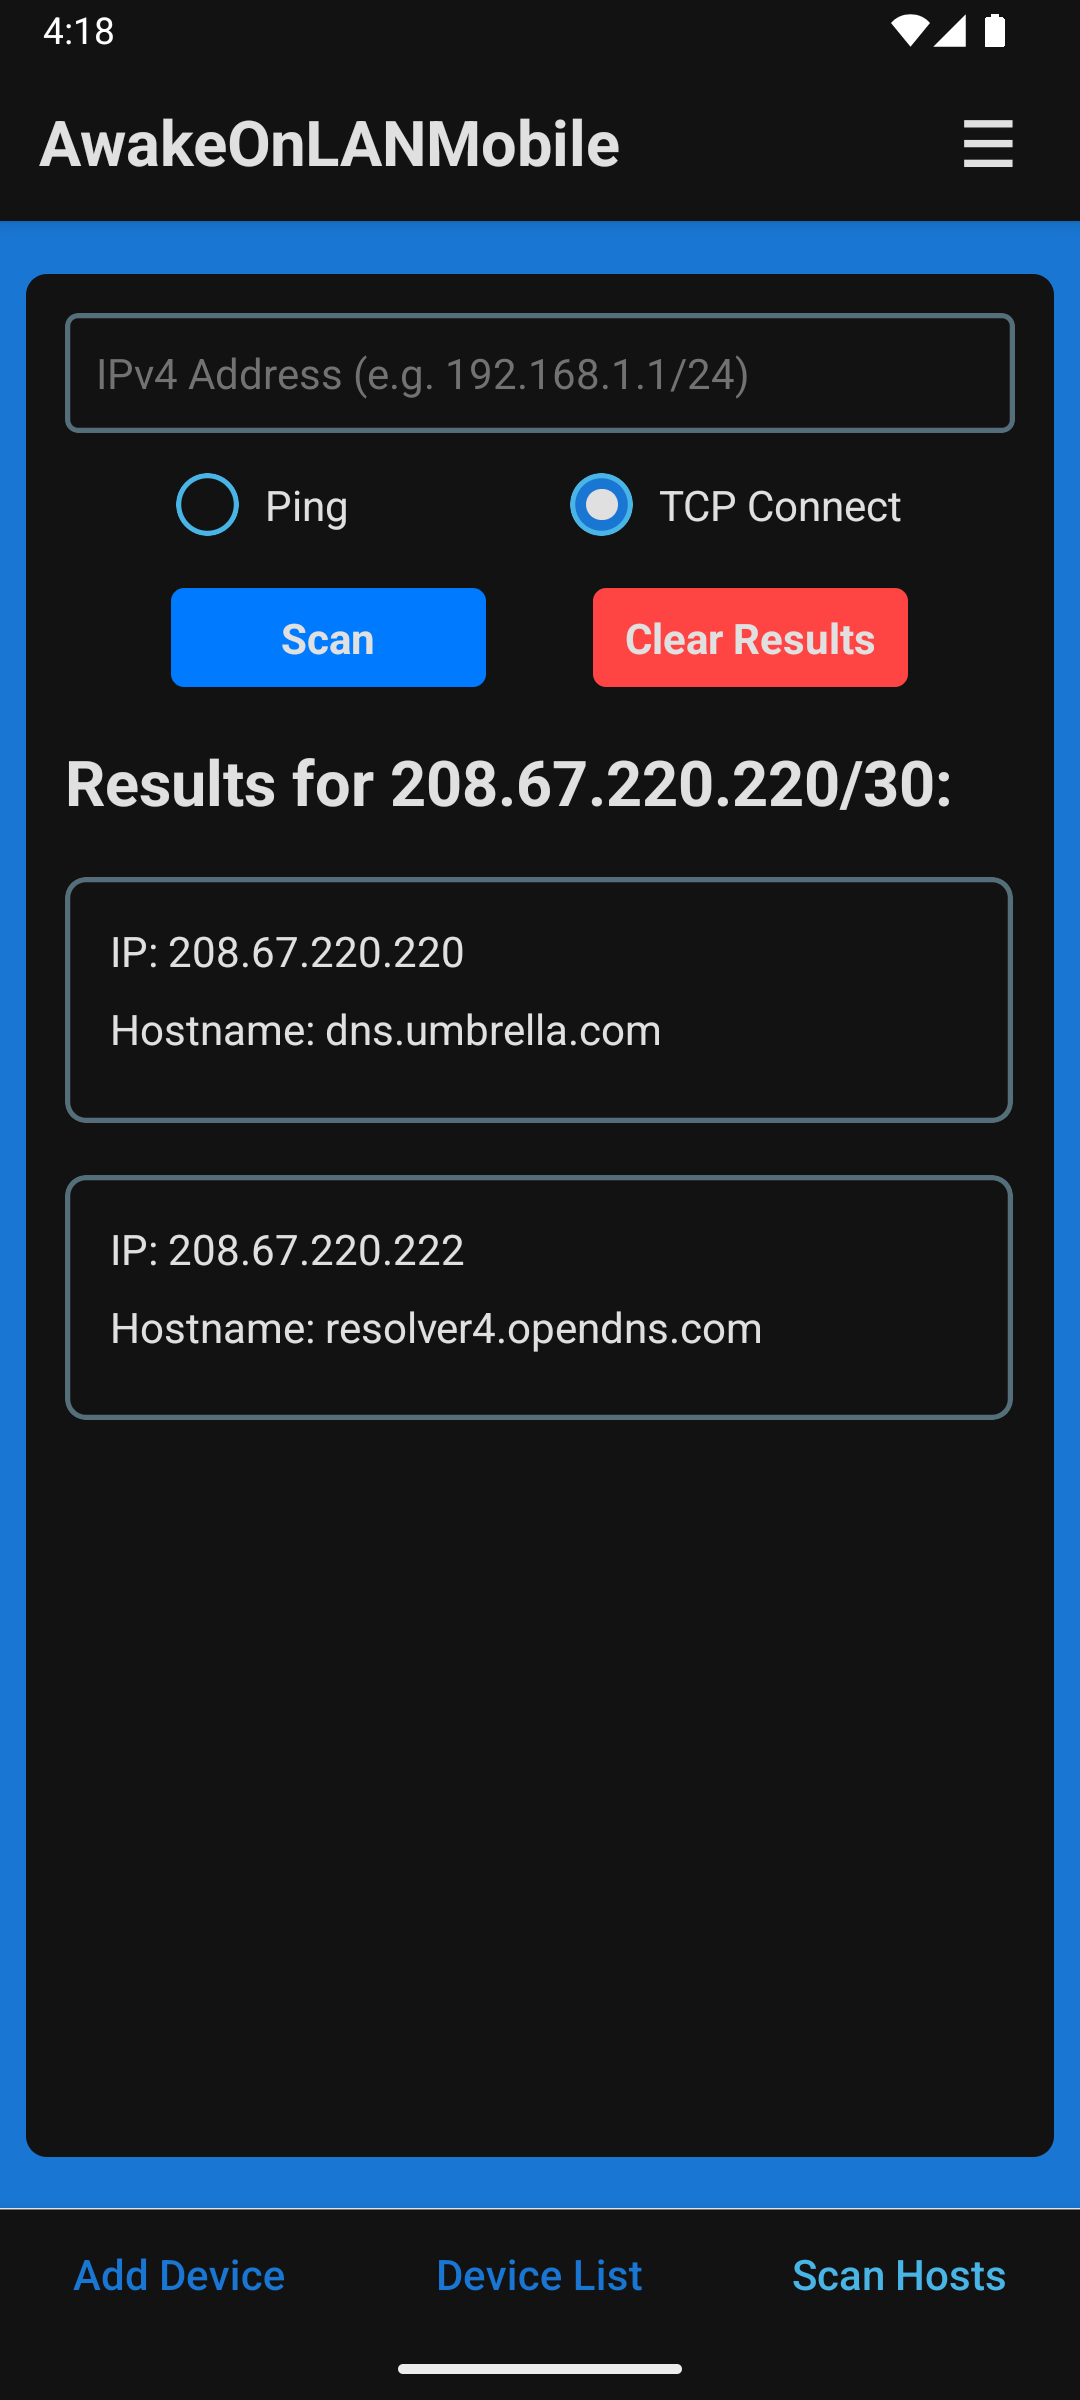 4:18
AwakeOnLANMobile
IPv4 Address (e.g. 192.168.1.1/24)
Ping
TCP Connect
Scan
Clear Results
Results for 208.67.220.220/30:
IP: 208.67.220.220
Hostname: dns.umbrella.com
IP: 208.67.220.222
Hostname: resolver4.opendns.com
Add Device
Device List
Scan Hosts